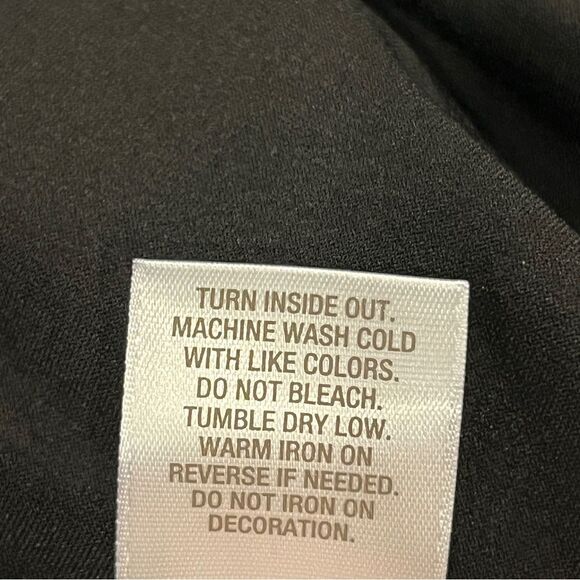 TURN INSIDE OUT.
MACHINE WASH COLD
WITH LIKE COLORS.
DO NOT BLEACH.
TUMBLE DRY LOW.
WARM IRON ON
REVERSE IF NEEDED.
DO NOT IRON ON
DECORATION.